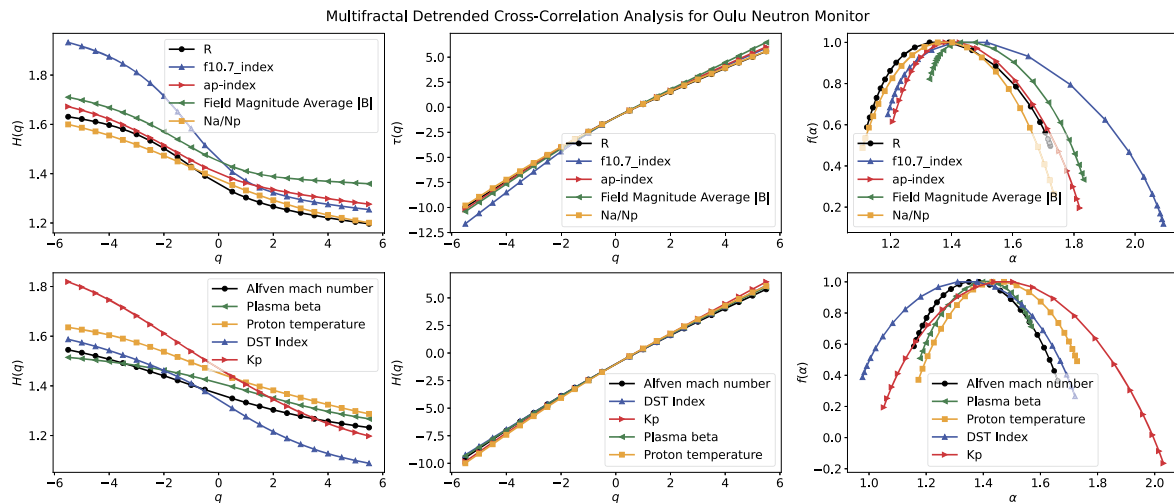 Multifractal Detrended Cross-Correlation Analysis for Oulu Neutron Monitor
H(q)
1.8
1.6
1.4
1.2
−6 −4 −2 0 2 4 6
q
R
f10.7_index
ap-index
Field Magnitude Average |B|
Na/Np
τ(q)
5.0
2.5
0.0
−2.5
−5.0
−7.5
−10.0
−12.5
−6 −4 −2 0 2 4 6
q
R
f10.7_index
ap-index
Field Magnitude Average |B|
Na/Np
f(α)
1.0
0.8
0.6
0.4
0.2
1.2 1.4 1.6 1.8 2.0
α
R
f10.7_index
ap-index
Field Magnitude Average |B|
Na/Np
H(q)
1.8
1.6
1.4
1.2
−6 −4 −2 0 2 4 6
q
Alfven mach number
Plasma beta
Proton temperature
DST Index
Kp
H(q)
5.0
2.5
0.0
−2.5
−5.0
−7.5
−10.0
−6 −4 −2 0 2 4 6
q
Alfven mach number
DST Index
Kp
Plasma beta
Proton temperature
f(α)
1.0
0.8
0.6
0.4
0.2
0.0
−0.2
1.0 1.2 1.4 1.6 1.8 2.0
α
Alfven mach number
Plasma beta
Proton temperature
DST Index
Kp